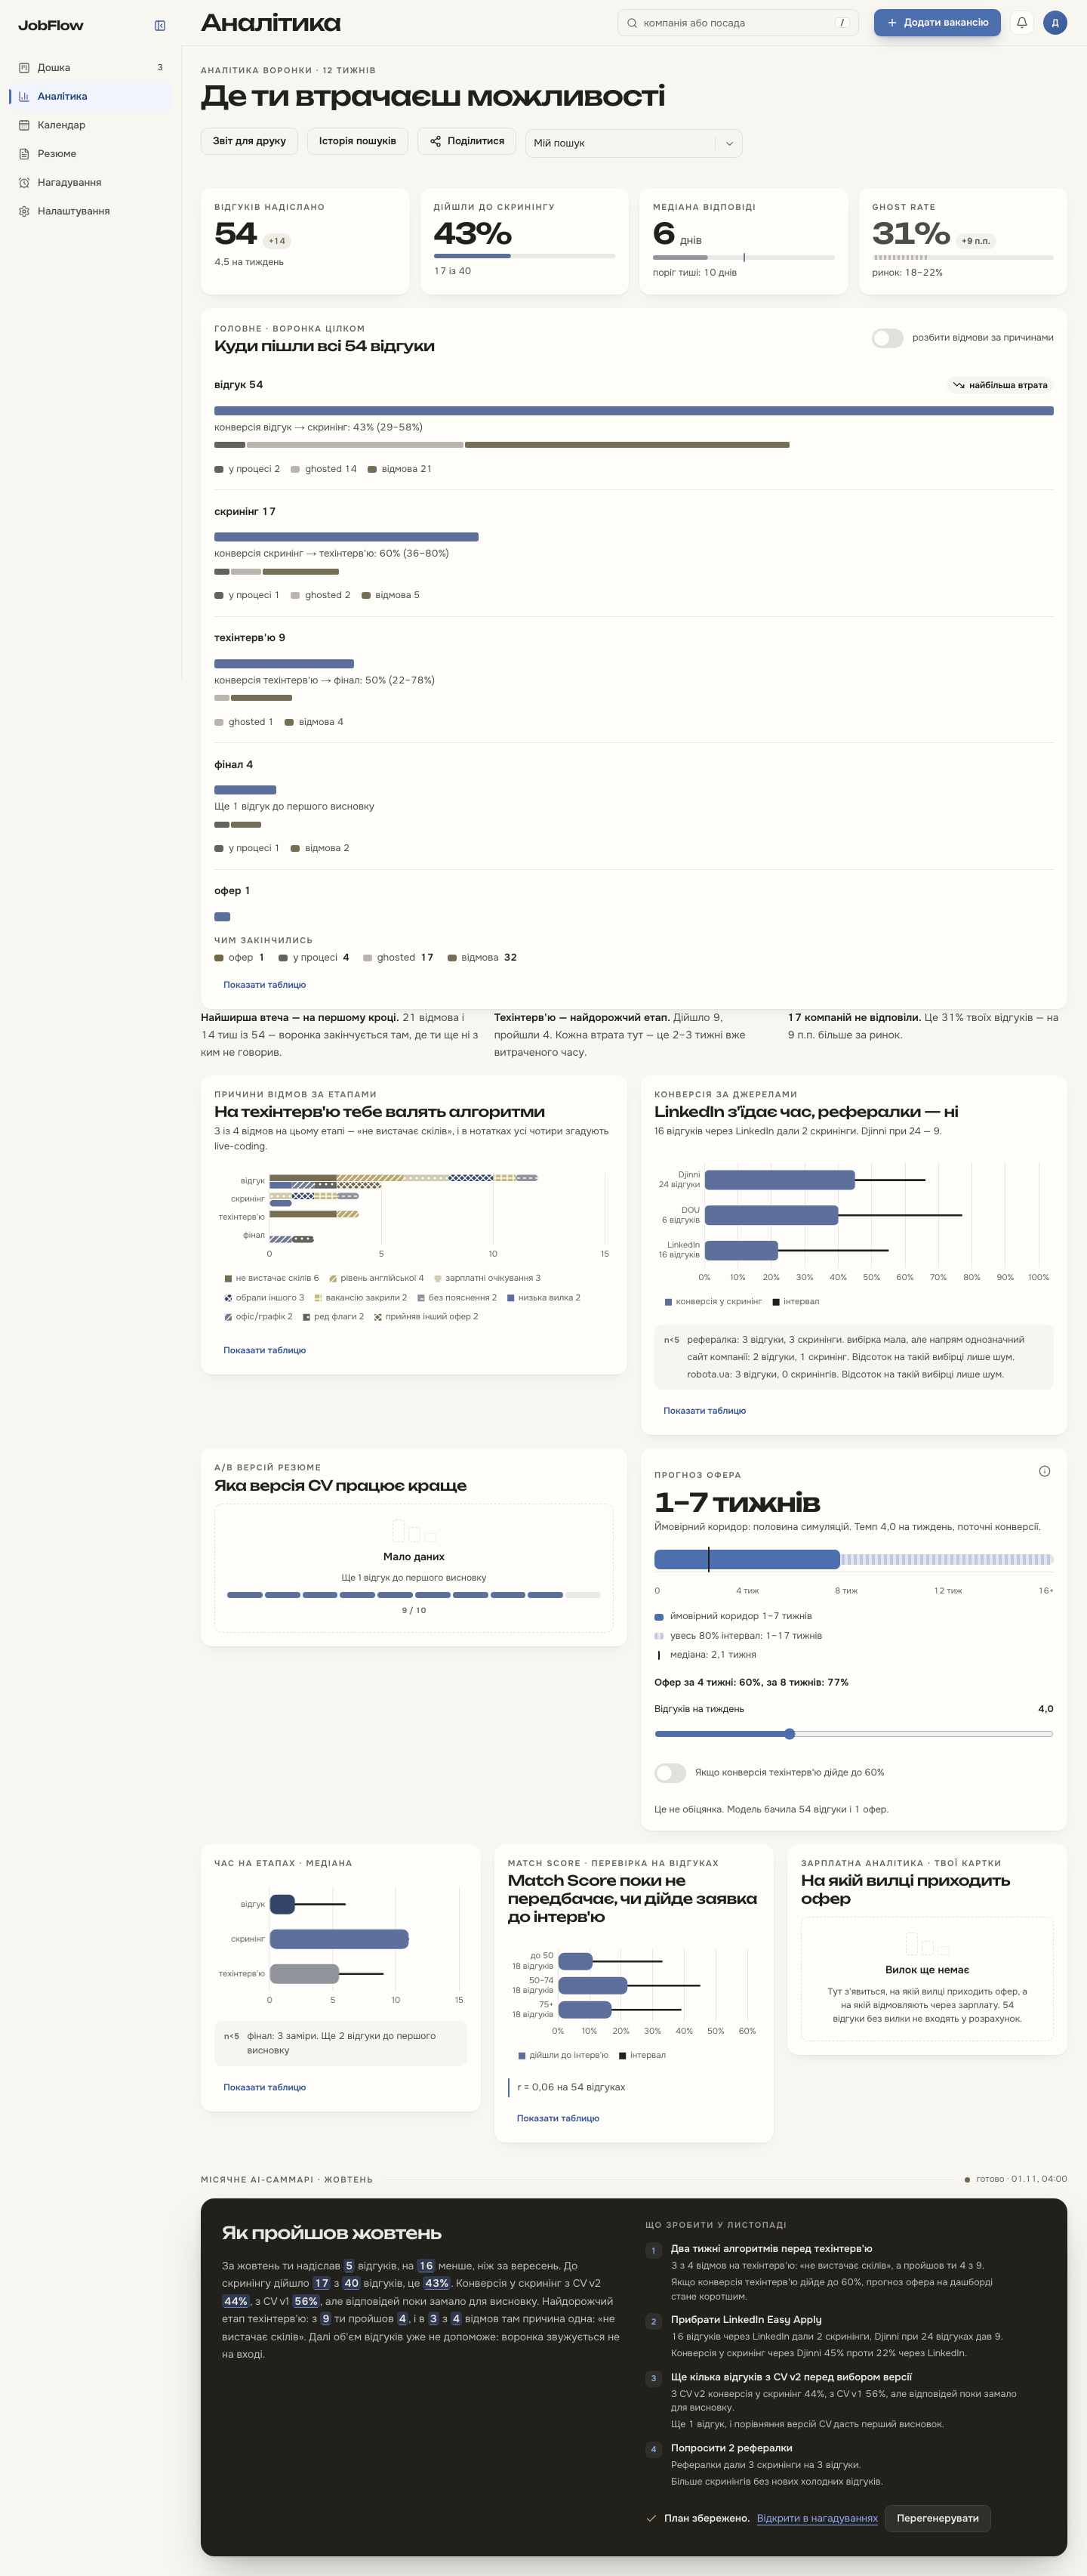 JobFlow
Аналітика
компанія або посада
/
Додати вакансію
Д
Дошка
3
Аналітика
Календар
Резюме
Нагадування
Налаштування
АНАЛІТИКА ВОРОНКИ · 12 ТИЖНІВ
Де ти втрачаєш можливості
Звіт для друку
Історія пошуків
Поділитися
Мій пошук
ВІДГУКІВ НАДІСЛАНО
54 +14
4,5 на тиждень
ДІЙШЛИ ДО СКРИНІНГУ
43%
17 із 40
МЕДІАНА ВІДПОВІДІ
6 днів
поріг тиші: 10 днів
GHOST RATE
31% +9 п.п.
ринок: 18–22%
ГОЛОВНЕ · ВОРОНКА ЦІЛКОМ
Куди пішли всі 54 відгуки
розбити відмови за причинами
відгук 54
найбільша втрата
конверсія відгук → скринінг: 43% (29–58%)
у процесі 2 ghosted 14 відмова 21
скринінг 17
конверсія скринінг → техінтерв'ю: 60% (36–80%)
у процесі 1 ghosted 2 відмова 5
техінтерв'ю 9
конверсія техінтерв'ю → фінал: 50% (22–78%)
ghosted 1 відмова 4
фінал 4
Ще 1 відгук до першого висновку
у процесі 1 відмова 2
офер 1
ЧИМ ЗАКІНЧИЛИСЬ
офер 1 у процесі 4 ghosted 17 відмова 32
Показати таблицю
Найширша втеча — на першому кроці. 21 відмова і
14 тиш із 54 — воронка закінчується там, де ти ще ні з
ким не говорив.
Техінтерв'ю — найдорожчий етап. Дійшло 9,
пройшли 4. Кожна втрата тут — це 2–3 тижні вже
витраченого часу.
17 компаній не відповіли. Це 31% твоїх відгуків — на
9 п.п. більше за ринок.
ПРИЧИНИ ВІДМОВ ЗА ЕТАПАМИ
На техінтерв'ю тебе валять алгоритми
3 із 4 відмов на цьому етапі — «не вистачає скілів», і в нотатках усі чотири згадують
live-coding.
відгук
скринінг
техінтерв'ю
фінал
0 5 10 15
не вистачає скілів 6 рівень англійської 4 зарплатні очікування 3
обрали іншого 3 вакансію закрили 2 без пояснення 2 низька вилка 2
офіс/графік 2 ред флаги 2 прийняв інший офер 2
Показати таблицю
КОНВЕРСІЯ ЗА ДЖЕРЕЛАМИ
LinkedIn з'їдає час, рефералки — ні
16 відгуків через LinkedIn дали 2 скринінги. Djinni при 24 — 9.
Djinni
24 відгуки
DOU
6 відгуків
LinkedIn
16 відгуків
0% 10% 20% 30% 40% 50% 60% 70% 80% 90% 100%
конверсія у скринінг інтервал
n<5 рефералка: 3 відгуки, 3 скринінги. вибірка мала, але напрям однозначний
сайт компанії: 2 відгуки, 1 скринінг. Відсоток на такій вибірці лише шум.
robota.ua: 3 відгуки, 0 скринінгів. Відсоток на такій вибірці лише шум.
Показати таблицю
A/B ВЕРСІЙ РЕЗЮМЕ
Яка версія CV працює краще
Мало даних
Ще 1 відгук до першого висновку
9 / 10
ПРОГНОЗ ОФЕРА
1–7 тижнів
Ймовірний коридор: половина симуляцій. Темп 4,0 на тиждень, поточні конверсії.
0 4 тиж 8 тиж 12 тиж 16+
ймовірний коридор 1–7 тижнів
увесь 80% інтервал: 1–17 тижнів
медіана: 2,1 тижня
Офер за 4 тижні: 60%, за 8 тижнів: 77%
Відгуків на тиждень 4,0
Якщо конверсія техінтерв'ю дійде до 60%
Це не обіцянка. Модель бачила 54 відгуки і 1 офер.
ЧАС НА ЕТАПАХ · МЕДІАНА
відгук
скринінг
техінтерв'ю
0 5 10 15
n<5 фінал: 3 заміри. Ще 2 відгуки до першого
висновку
Показати таблицю
MATCH SCORE · ПЕРЕВІРКА НА ВІДГУКАХ
Match Score поки не
передбачає, чи дійде заявка
до інтерв'ю
до 50
18 відгуків
50–74
18 відгуків
75+
18 відгуків
0% 10% 20% 30% 40% 50% 60%
дійшли до інтерв'ю інтервал
r = 0,06 на 54 відгуках
Показати таблицю
ЗАРПЛАТНА АНАЛІТИКА · ТВОЇ КАРТКИ
На якій вилці приходить
офер
Вилок ще немає
Тут з'явиться, на якій вилці приходить офер, а
на якій відмовляють через зарплату. 54
відгуки без вилки не входять у розрахунок.
МІСЯЧНЕ AI-САММАРІ · ЖОВТЕНЬ
готово · 01.11, 04:00
Як пройшов жовтень
За жовтень ти надіслав 5 відгуків, на 16 менше, ніж за вересень. До
скринінгу дійшло 17 з 40 відгуків, це 43%. Конверсія у скринінг з CV v2
44%, з CV v1 56%, але відповідей поки замало для висновку. Найдорожчий
етап техінтерв'ю: з 9 ти пройшов 4, і в 3 з 4 відмов там причина одна: «не
вистачає скілів». Далі об'єм відгуків уже не допоможе: воронка звужується не
на вході.
ЩО ЗРОБИТИ У ЛИСТОПАДІ
1 Два тижні алгоритмів перед техінтерв'ю
3 з 4 відмов на техінтерв'ю: «не вистачає скілів», а пройшов ти 4 з 9.
Якщо конверсія техінтерв'ю дійде до 60%, прогноз офера на дашборді
стане коротшим.
2 Прибрати LinkedIn Easy Apply
16 відгуків через LinkedIn дали 2 скринінги, Djinni при 24 відгуках дав 9.
Конверсія у скринінг через Djinni 45% проти 22% через LinkedIn.
3 Ще кілька відгуків з CV v2 перед вибором версії
З CV v2 конверсія у скринінг 44%, з CV v1 56%, але відповідей поки замало
для висновку.
Ще 1 відгук, і порівняння версій CV дасть перший висновок.
4 Попросити 2 рефералки
Рефералки дали 3 скринінги на 3 відгуки.
Більше скринінгів без нових холодних відгуків.
План збережено. Відкрити в нагадуваннях Перегенерувати